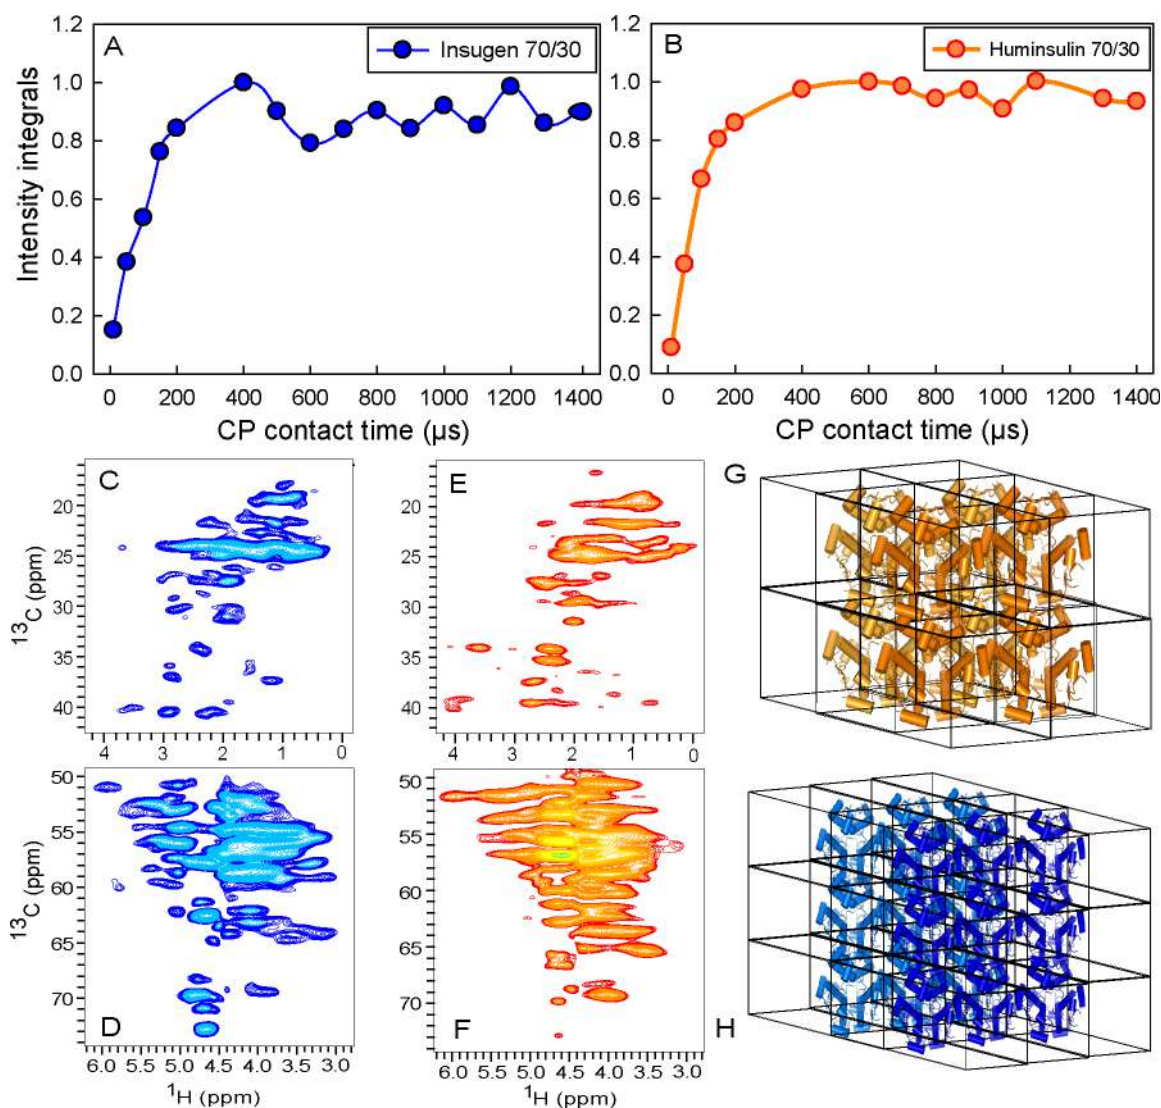 A
Insugen 70/30
Intensity integrals
1.2
1.0
0.8
0.6
0.4
0.2
0.0
0 200 400 600 800 1000 1200 1400
CP contact time (µs)
B
Huminsulin 70/30
1.2
1.0
0.8
0.6
0.4
0.2
0.0
0 200 400 600 800 1000 1200 1400
CP contact time (µs)
C
13C (ppm)
20
25
30
35
40
4 3 2 1 0
E
20
25
30
35
40
4 3 2 1 0
G
D
13C (ppm)
50
55
60
65
70
6.0 5.5 5.0 4.5 4.0 3.5 3.0
1H (ppm)
F
50
55
60
65
70
6.0 5.5 5.0 4.5 4.0 3.5 3.0
1H (ppm)
H